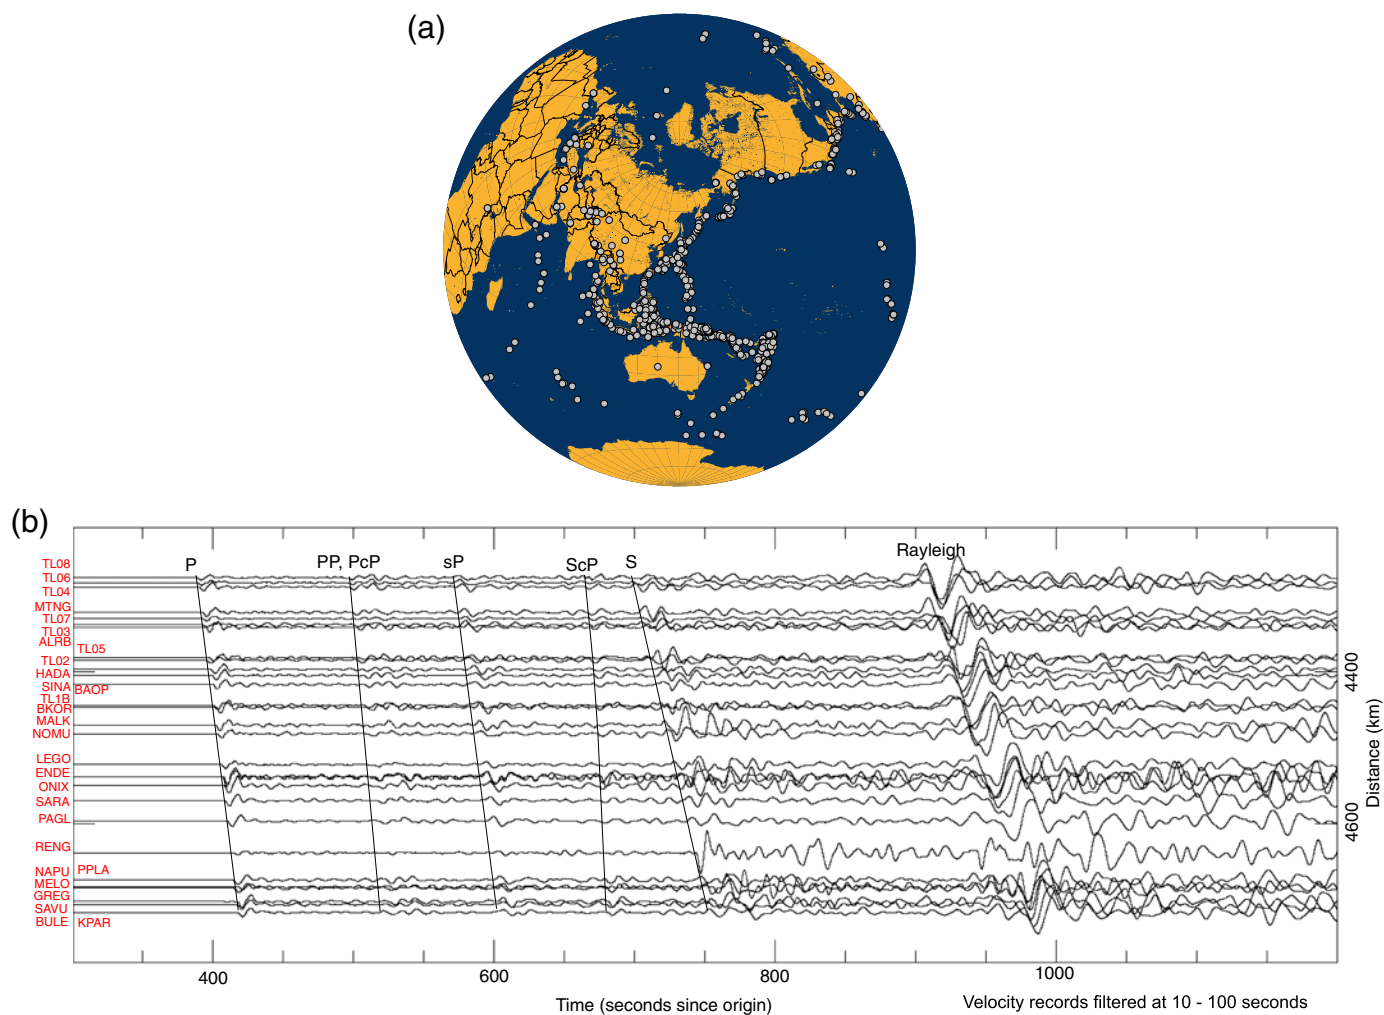 (a)
(b)
P
PP, PcP
sP
ScP
S
Rayleigh
TL08
TL06
TL04
MTNG
TL07
TL03
ALRB
TL05
TL02
HADA
SINA
BAOP
TL1B
BKOR
MALK
NOMU
LEGO
ENDE
ONIX
SARA
PAGL
RENG
NAPU
PPLA
MELO
GREG
SAVU
BULE
KPAR
4400
4600
Distance (km)
400
600
800
1000
Time (seconds since origin)
Velocity records filtered at 10 - 100 seconds